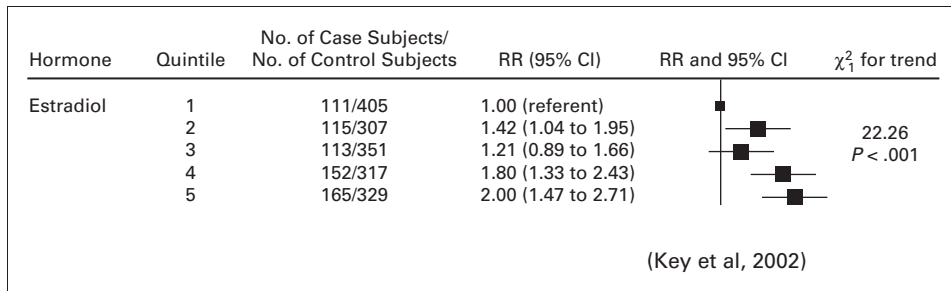 No. of Case Subjects/
Hormone Quintile No. of Control Subjects RR (95% CI) RR and 95% CI χ²₁ for trend
Estradiol 1 111/405 1.00 (referent)
2 115/307 1.42 (1.04 to 1.95)
22.26
3 113/351 1.21 (0.89 to 1.66)
P < .001
4 152/317 1.80 (1.33 to 2.43)
5 165/329 2.00 (1.47 to 2.71)
(Key et al, 2002)